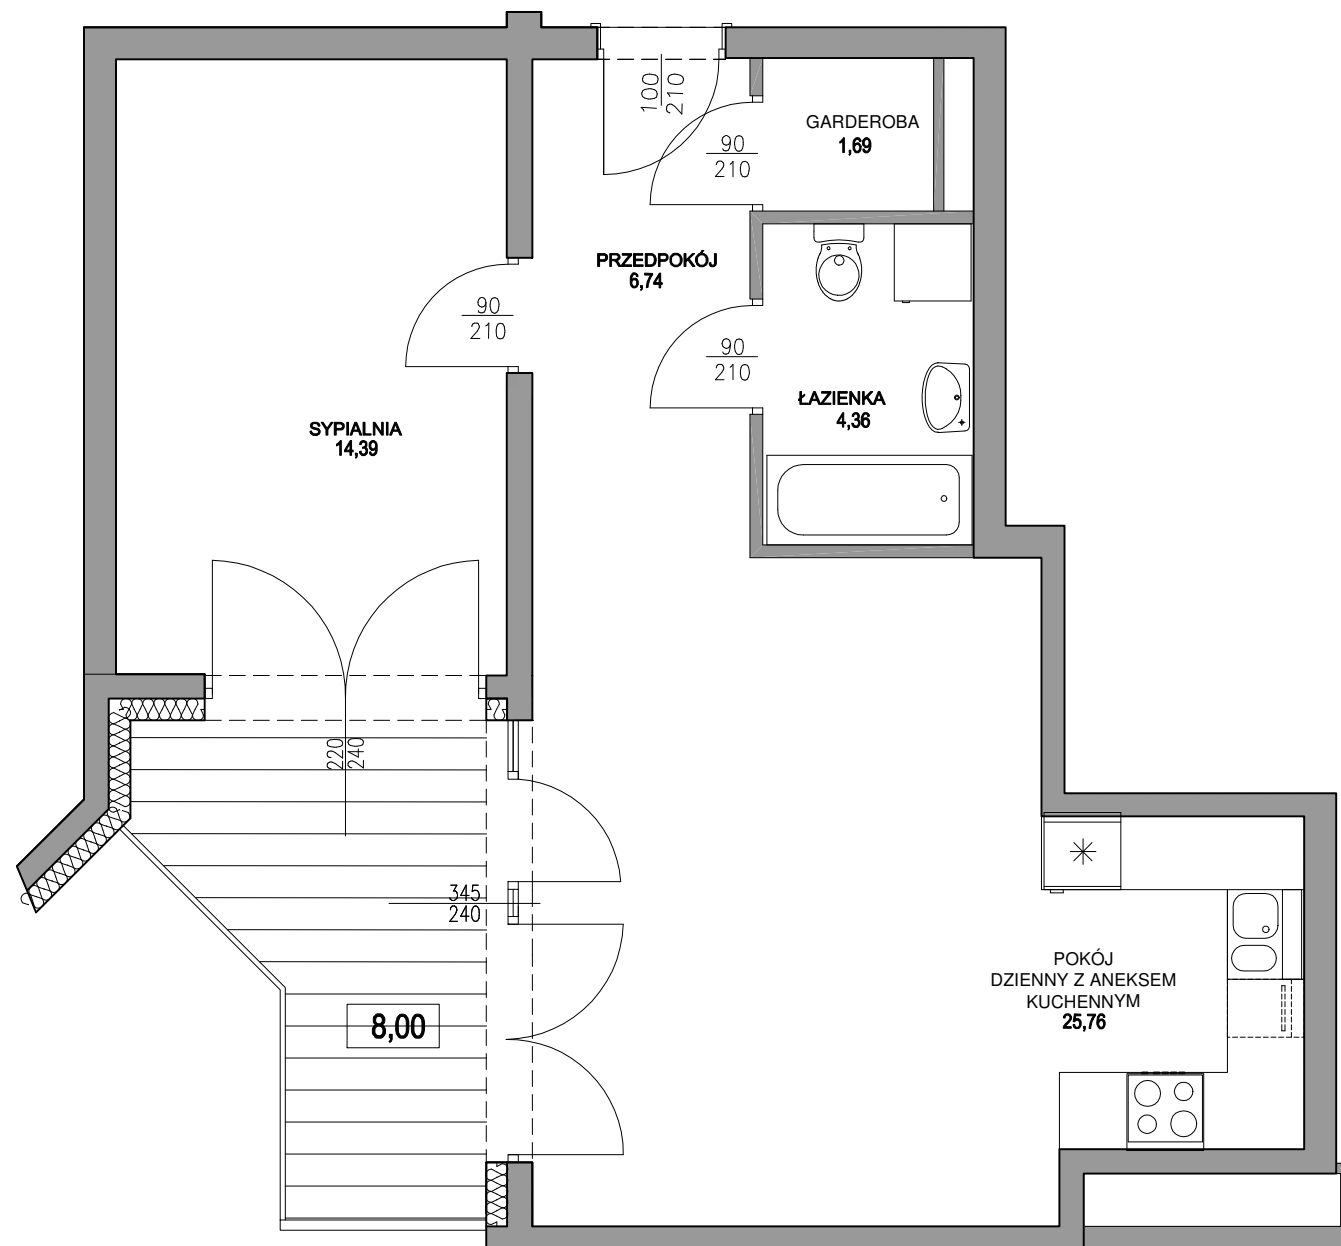 100
210
GARDEROBA
1,69
90
210
PRZEDPOKÓJ
6,74
90
210
90
210
ŁAZIENKA
4,36
SYPIALNIA
14,39
220
240
345
240
POKÓJ
DZIENNY Z ANEKSEM
KUCHENNYM
25,76
8,00